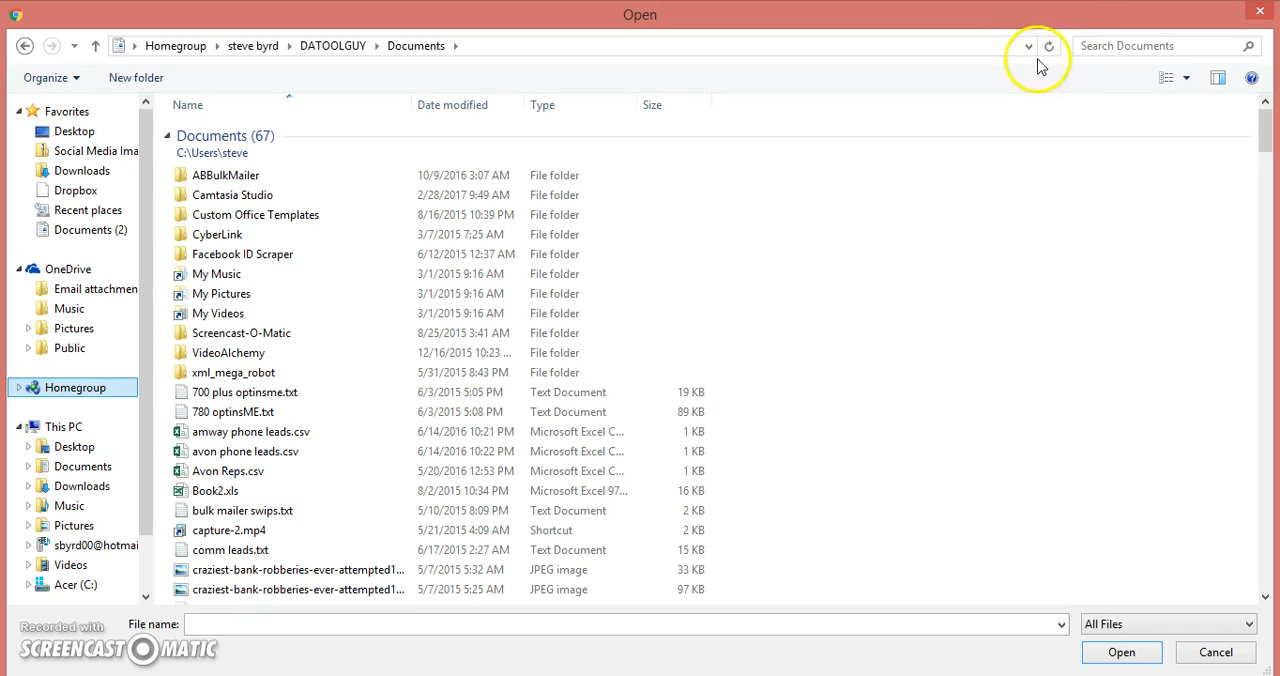 Open
Homegroup steve byrd DATOOLGUY Documents Search Documents
Organize New folder
Name Date modified Type Size
Favorites
Desktop
Social Media Ima
Downloads
Dropbox
Recent places
Documents (2)
OneDrive
Email attachmen
Music
Pictures
Public
Homegroup
This PC
Desktop
Documents
Downloads
Music
Pictures
sbyrd00@hotmai
Videos
Acer (C:)
Documents (67)
C:\Users\steve
ABBulkMailer 10/9/2016 3:07 AM File folder
Camtasia Studio 2/28/2017 9:49 AM File folder
Custom Office Templates 8/16/2015 10:39 PM File folder
CyberLink 3/7/2015 7:25 AM File folder
Facebook ID Scraper 6/12/2015 12:37 AM File folder
My Music 3/1/2015 9:16 AM File folder
My Pictures 3/1/2015 9:16 AM File folder
My Videos 3/1/2015 9:16 AM File folder
Screencast-O-Matic 8/25/2015 3:41 AM File folder
VideoAlchemy 12/16/2015 10:23 ... File folder
xml_mega_robot 5/31/2015 8:43 PM File folder
700 plus optinsme.txt 6/3/2015 5:05 PM Text Document 19 KB
780 optinsME.txt 6/3/2015 5:08 PM Text Document 89 KB
amway phone leads.csv 6/14/2016 10:21 PM Microsoft Excel C... 1 KB
avon phone leads.csv 6/14/2016 10:22 PM Microsoft Excel C... 1 KB
Avon Reps.csv 5/20/2016 12:53 PM Microsoft Excel C... 1 KB
Book2.xls 8/2/2015 10:34 PM Microsoft Excel 97... 16 KB
bulk mailer swips.txt 5/10/2015 8:09 PM Text Document 2 KB
capture-2.mp4 5/21/2015 4:09 AM Shortcut 2 KB
comm leads.txt 6/17/2015 2:27 AM Text Document 15 KB
craziest-bank-robberies-ever-attempted1... 5/7/2015 5:32 AM JPEG image 33 KB
craziest-bank-robberies-ever-attempted1... 5/7/2015 5:25 AM JPEG image 97 KB
File name: All Files
Open Cancel
Recorded with
SCREENCAST O MATIC